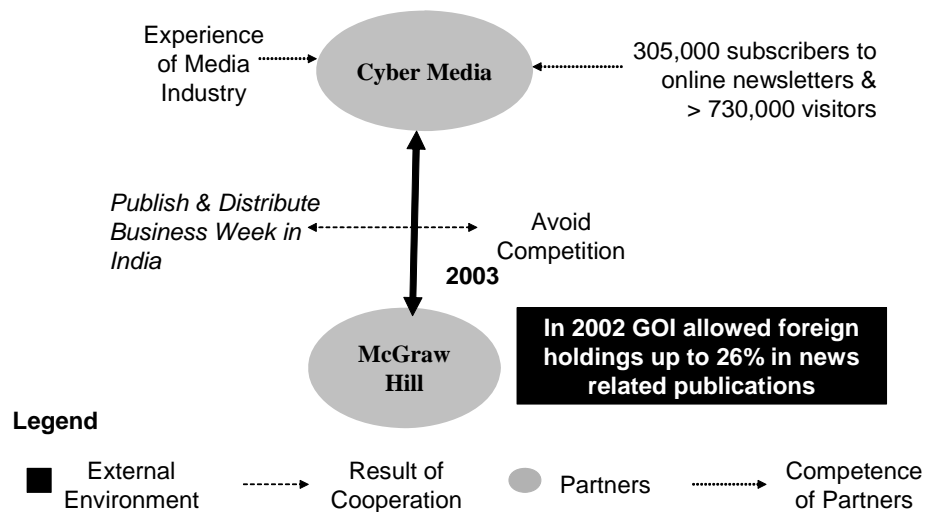 Experience
of Media
Industry
Cyber Media
305,000 subscribers to
online newsletters &
> 730,000 visitors
Publish & Distribute
Business Week in
India
Avoid
Competition
2003
McGraw
Hill
In 2002 GOI allowed foreign
holdings up to 26% in news
related publications
Legend
External
Environment
Result of
Cooperation
Partners
Competence
of Partners